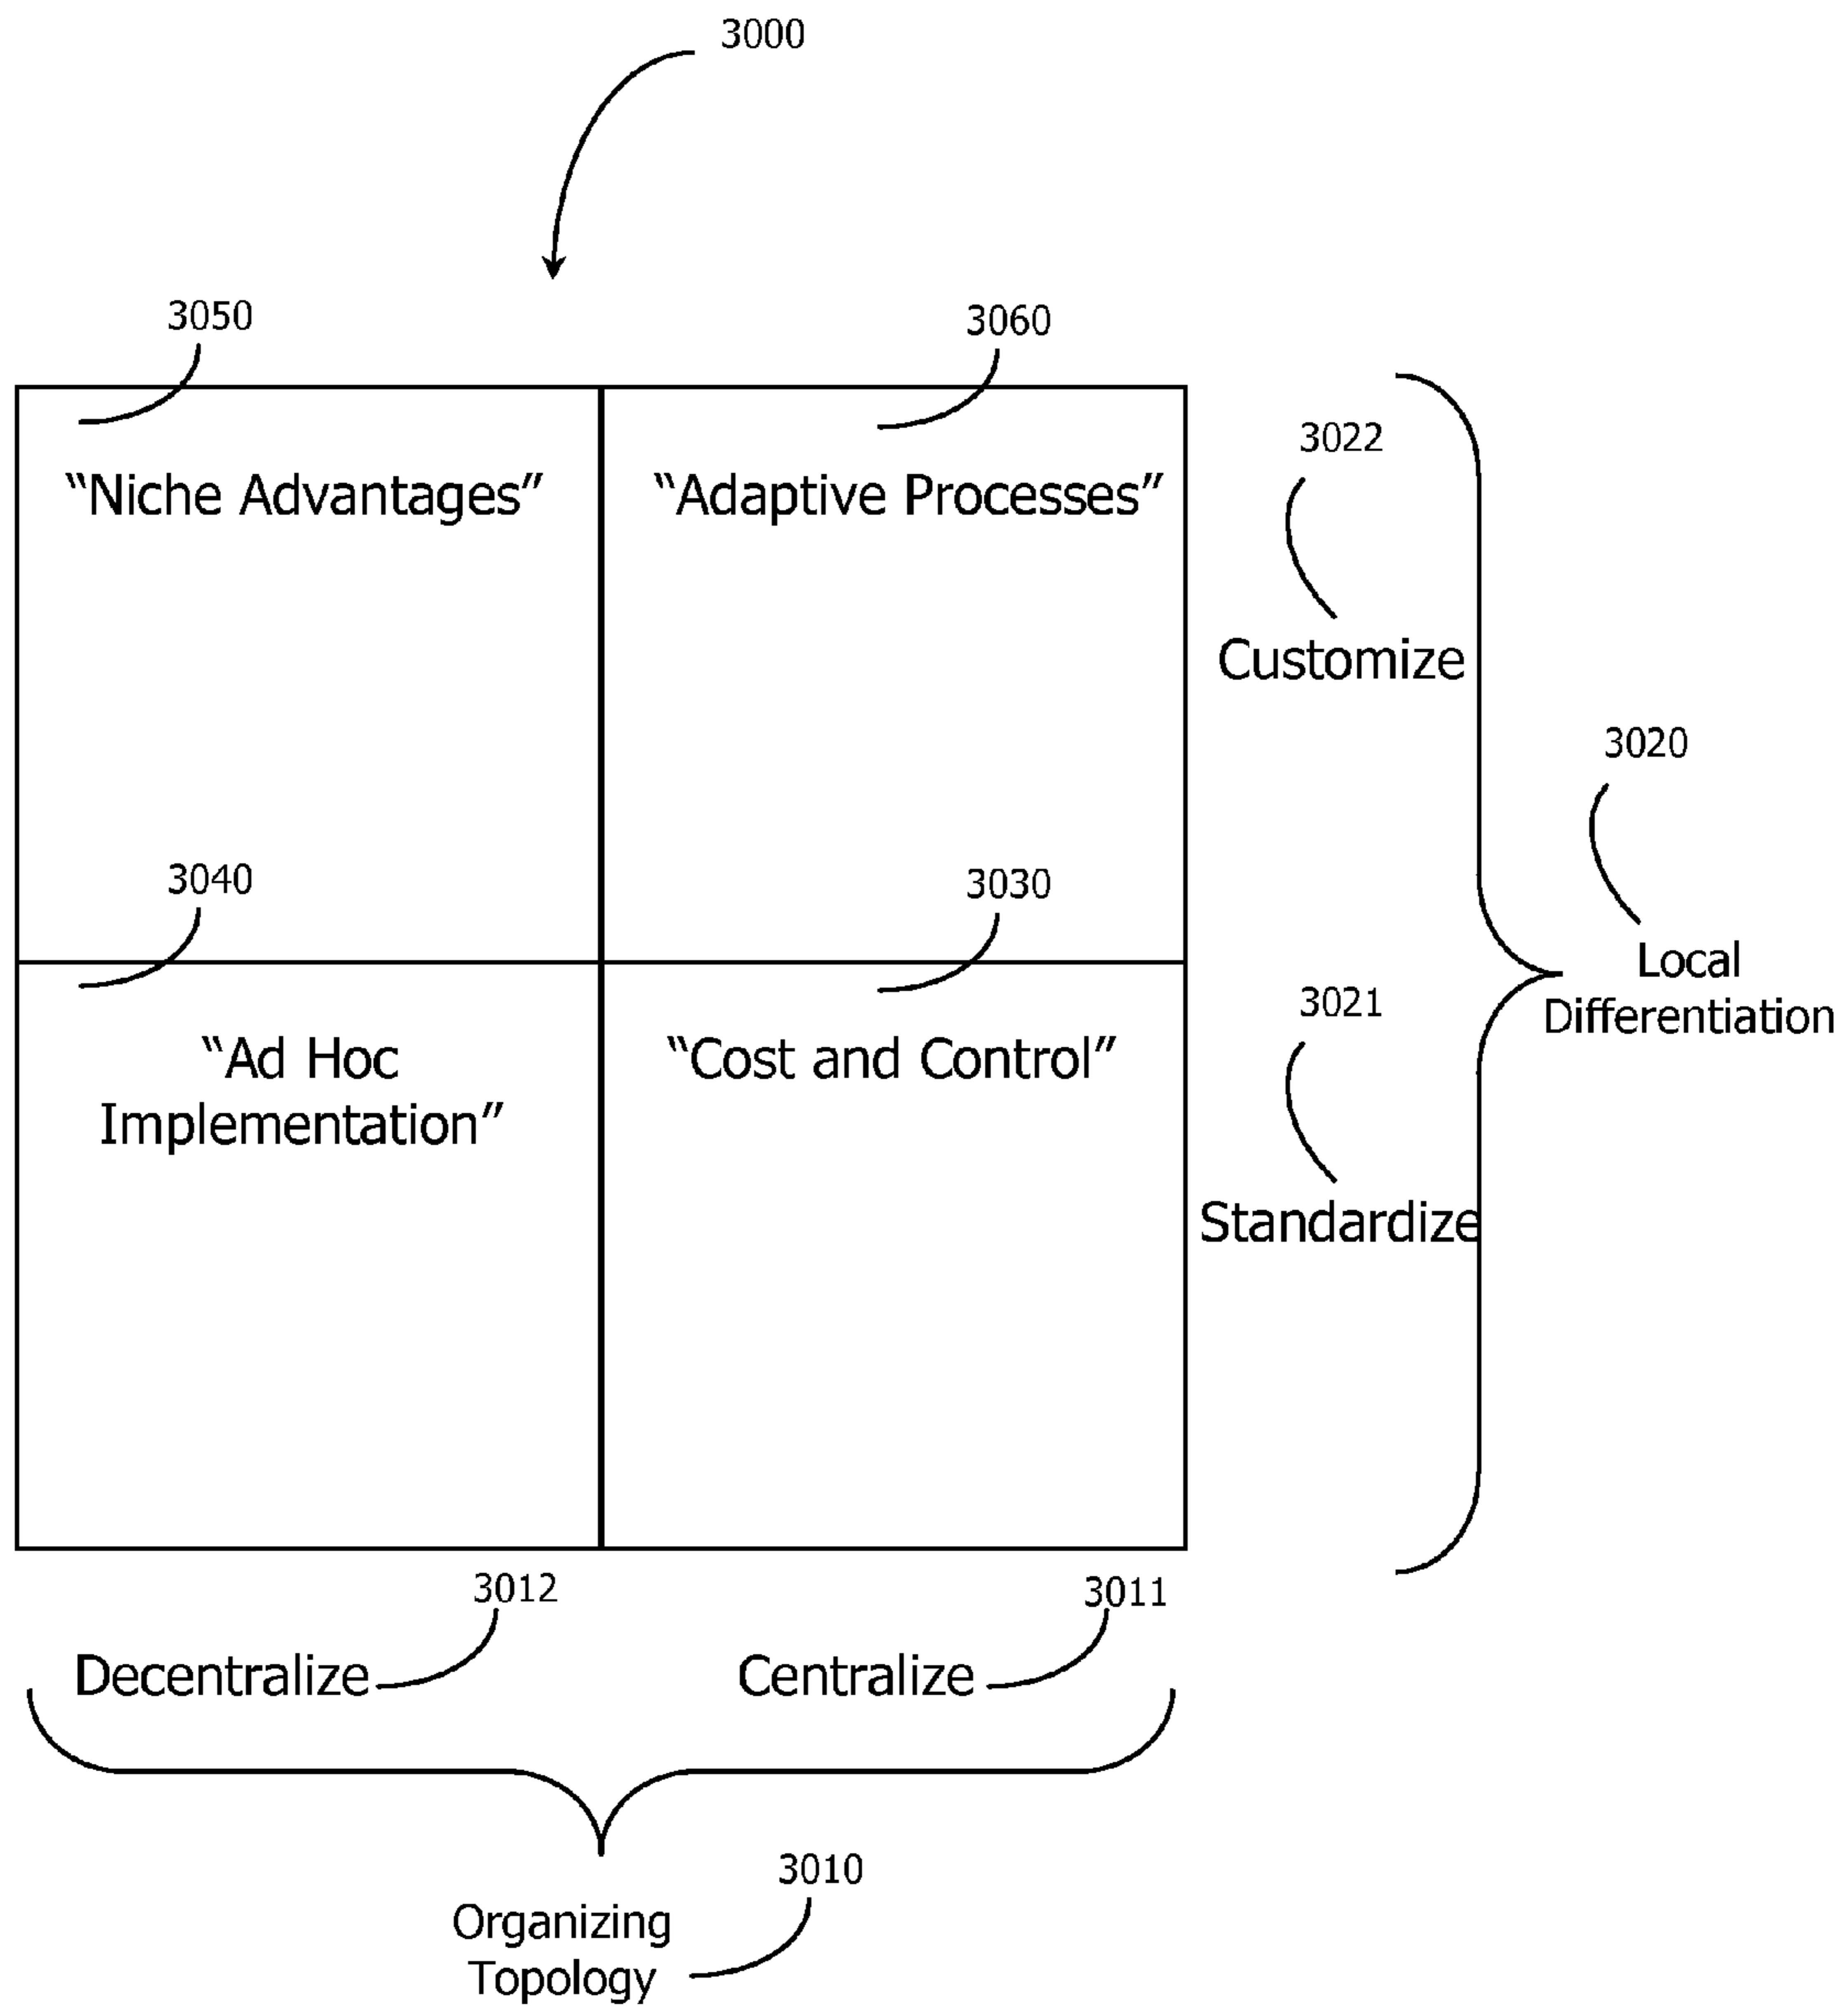 3000
3050
3060
“Niche Advantages”
“Adaptive Processes”
3022
Customize
3020
Local
Differentiation
3040
3030
“Ad Hoc
Implementation”
“Cost and Control”
3021
Standardize
3012
3011
Decentralize
Centralize
3010
Organizing
Topology